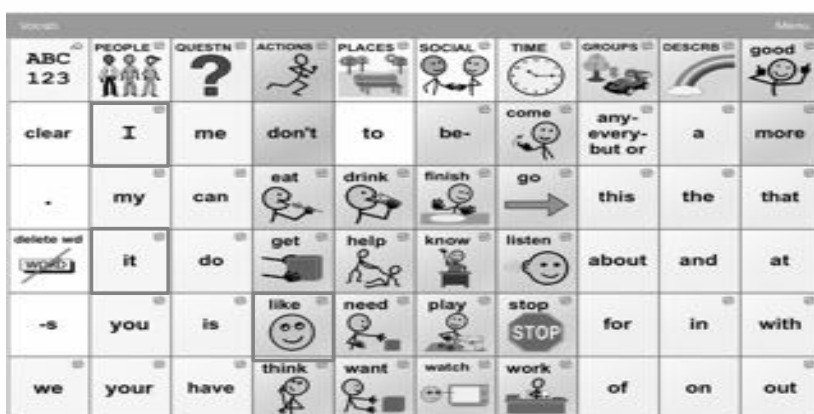 Vocab Menu
ABC 123 PEOPLE QUESTN ACTIONS PLACES SOCIAL TIME GROUPS DESCRB good
clear I me don't to be- come any- every- but or a more
. my can eat drink finish go this the that
delete wd WORD it do get help know listen about and at
-s you is like need play stop STOP for in with
we your have think want watch work of on out